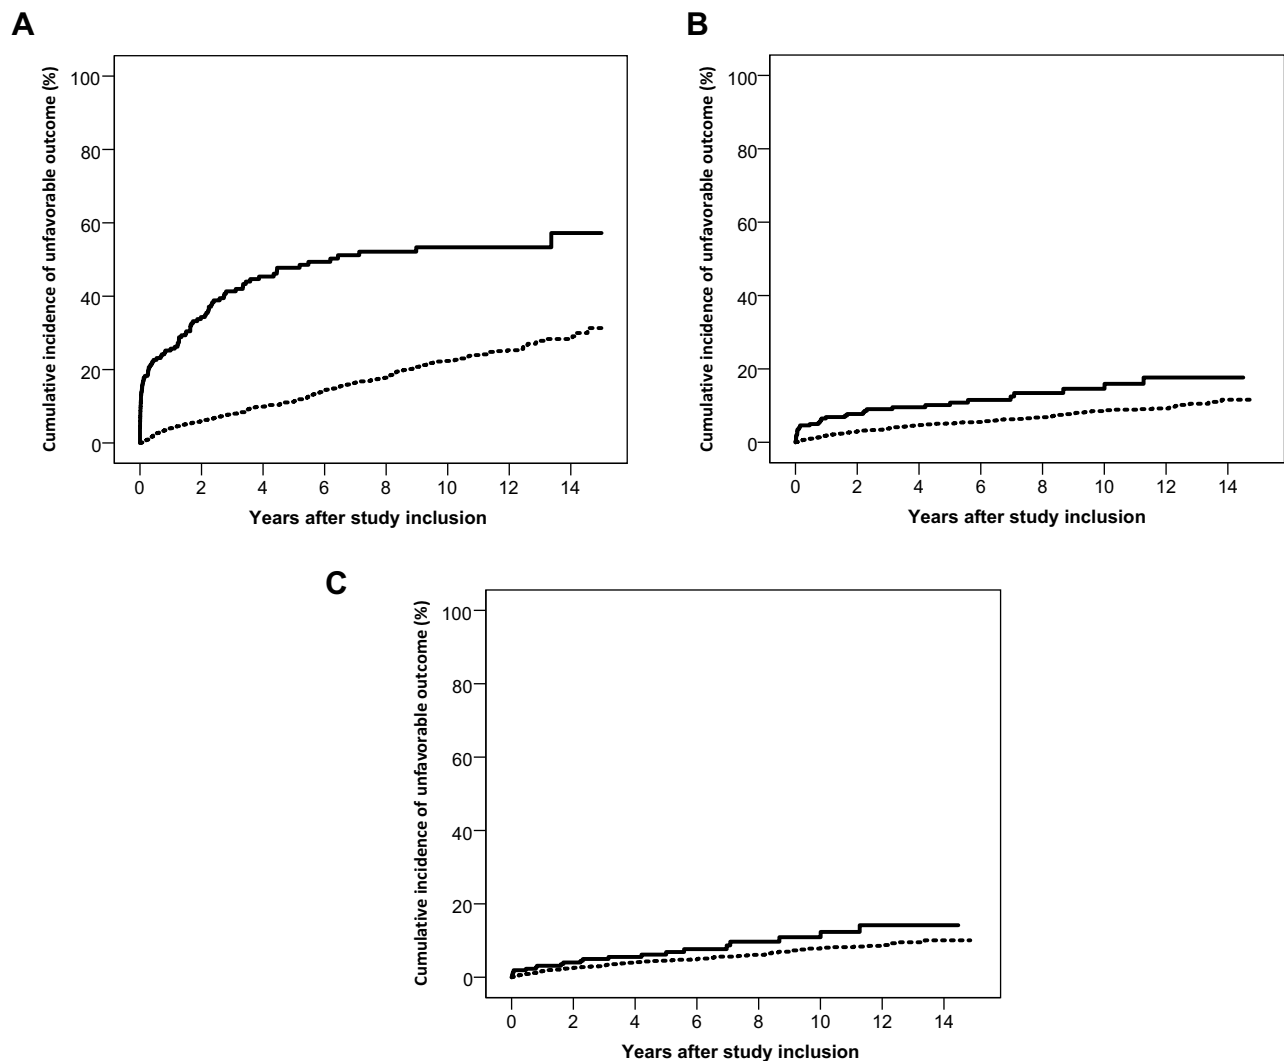 A
Cumulative incidence of unfavorable outcome (%)
100
80
60
40
20
0
0 2 4 6 8 10 12 14
Years after study inclusion
B
Cumulative incidence of unfavorable outcome (%)
100
80
60
40
20
0
0 2 4 6 8 10 12 14
Years after study inclusion
C
Cumulative incidence of unfavorable outcome (%)
100
80
60
40
20
0
0 2 4 6 8 10 12 14
Years after study inclusion